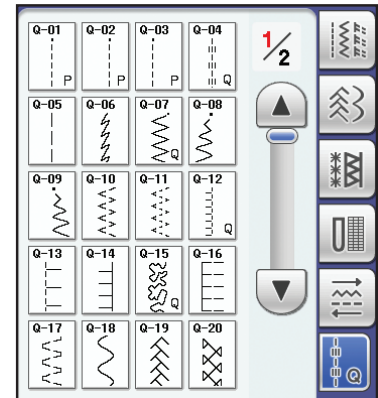 Q-01 Q-02 Q-03 Q-04 1/2
P P P Q
Q-05 Q-06 Q-07 Q-08
Q
Q-09 Q-10 Q-11 Q-12
Q
Q-13 Q-14 Q-15 Q-16
Q
Q-17 Q-18 Q-19 Q-20
Q